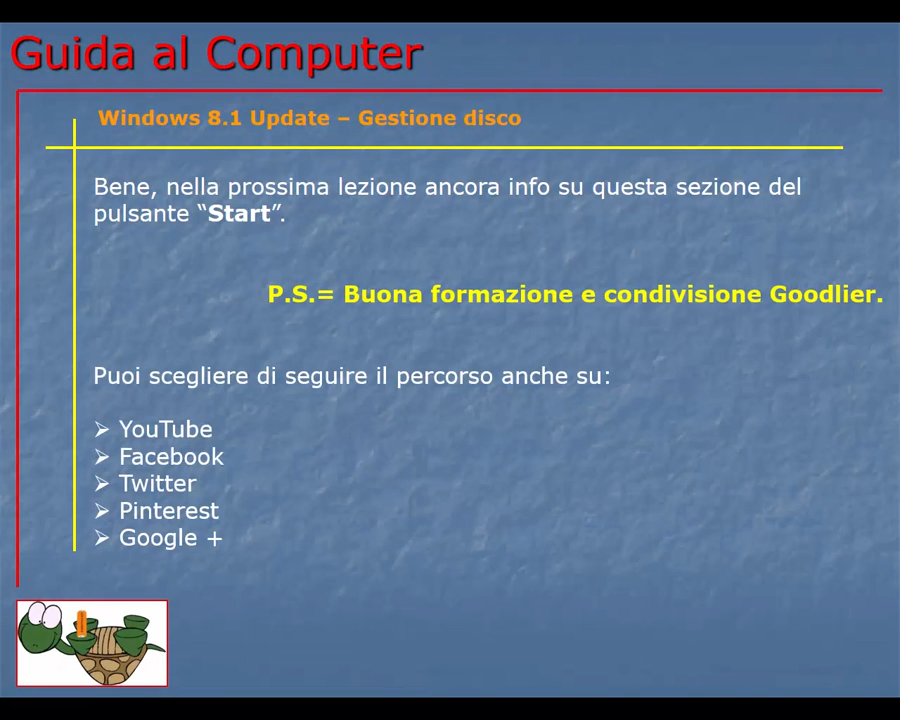 Guida al Computer
Windows 8.1 Update – Gestione disco
Bene, nella prossima lezione ancora info su questa sezione del
pulsante “Start”.
P.S.= Buona formazione e condivisione Goodlier.
Puoi scegliere di seguire il percorso anche su:
➢ YouTube
➢ Facebook
➢ Twitter
➢ Pinterest
➢ Google +